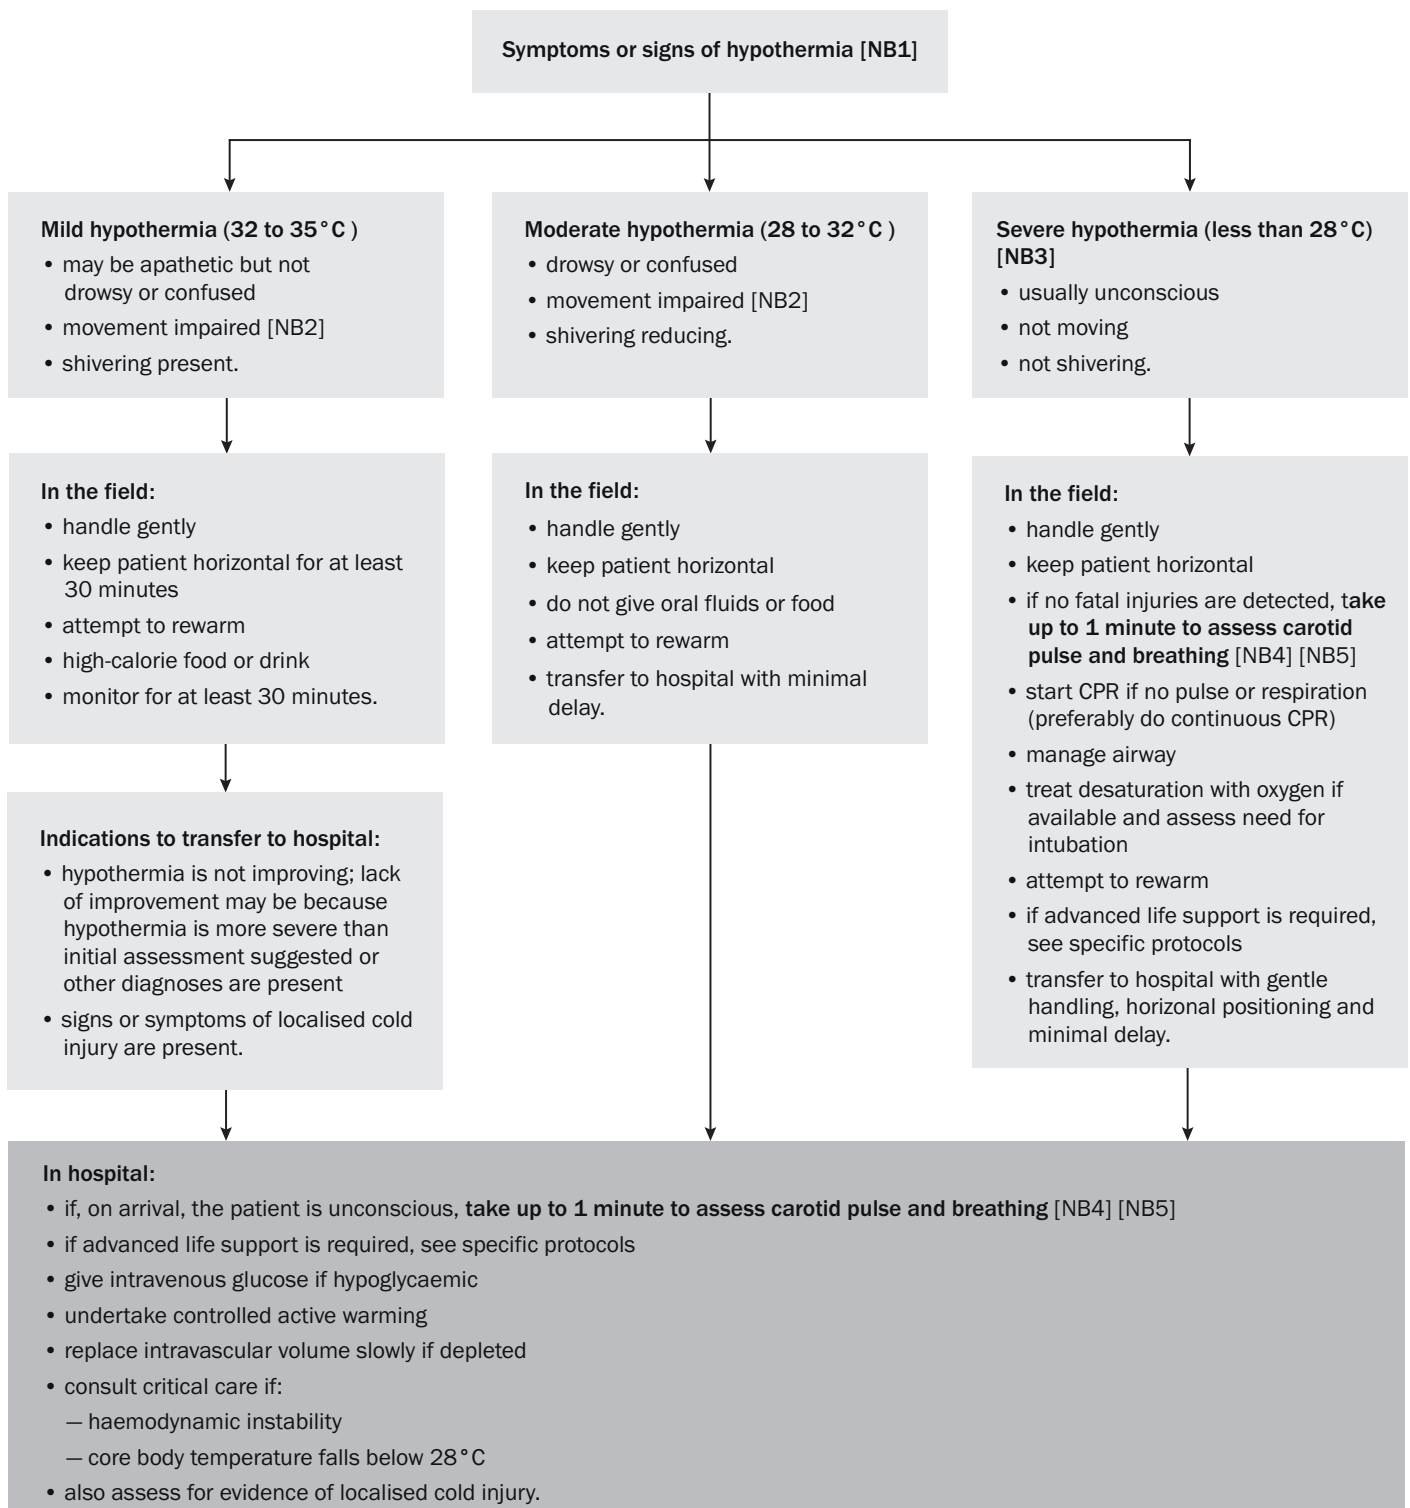 Symptoms or signs of hypothermia [NB1]
Mild hypothermia (32 to 35°C )
• may be apathetic but not
drowsy or confused
• movement impaired [NB2]
• shivering present.
Moderate hypothermia (28 to 32°C )
• drowsy or confused
• movement impaired [NB2]
• shivering reducing.
Severe hypothermia (less than 28°C)
[NB3]
• usually unconscious
• not moving
• not shivering.
In the field:
• handle gently
• keep patient horizontal for at least
30 minutes
• attempt to rewarm
• high-calorie food or drink
• monitor for at least 30 minutes.
In the field:
• handle gently
• keep patient horizontal
• do not give oral fluids or food
• attempt to rewarm
• transfer to hospital with minimal
delay.
In the field:
• handle gently
• keep patient horizontal
• if no fatal injuries are detected, take
up to 1 minute to assess carotid
pulse and breathing [NB4] [NB5]
• start CPR if no pulse or respiration
(preferably do continuous CPR)
• manage airway
• treat desaturation with oxygen if
available and assess need for
intubation
• attempt to rewarm
• if advanced life support is required,
see specific protocols
• transfer to hospital with gentle
handling, horizonal positioning and
minimal delay.
Indications to transfer to hospital:
• hypothermia is not improving; lack
of improvement may be because
hypothermia is more severe than
initial assessment suggested or
other diagnoses are present
• signs or symptoms of localised cold
injury are present.
In hospital:
• if, on arrival, the patient is unconscious, take up to 1 minute to assess carotid pulse and breathing [NB4] [NB5]
• if advanced life support is required, see specific protocols
• give intravenous glucose if hypoglycaemic
• undertake controlled active warming
• replace intravascular volume slowly if depleted
• consult critical care if:
— haemodynamic instability
— core body temperature falls below 28°C
• also assess for evidence of localised cold injury.